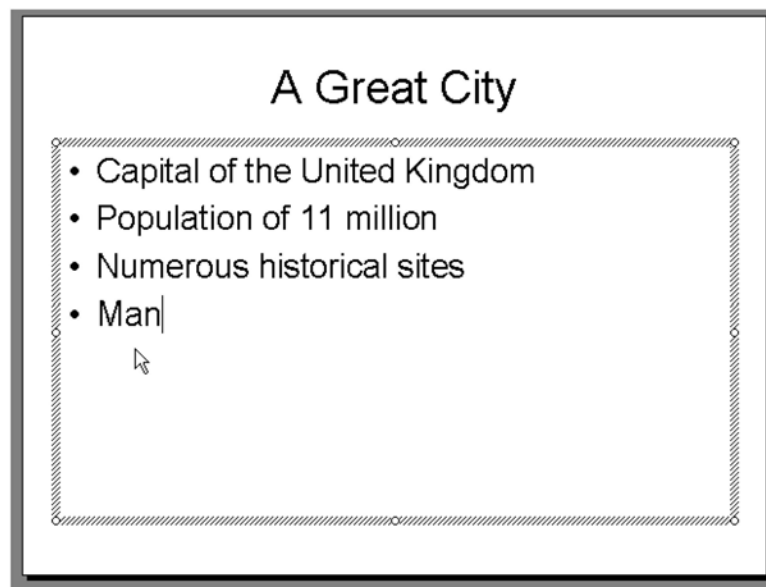 A Great City
• Capital of the United Kingdom
• Population of 11 million
• Numerous historical sites
• Man